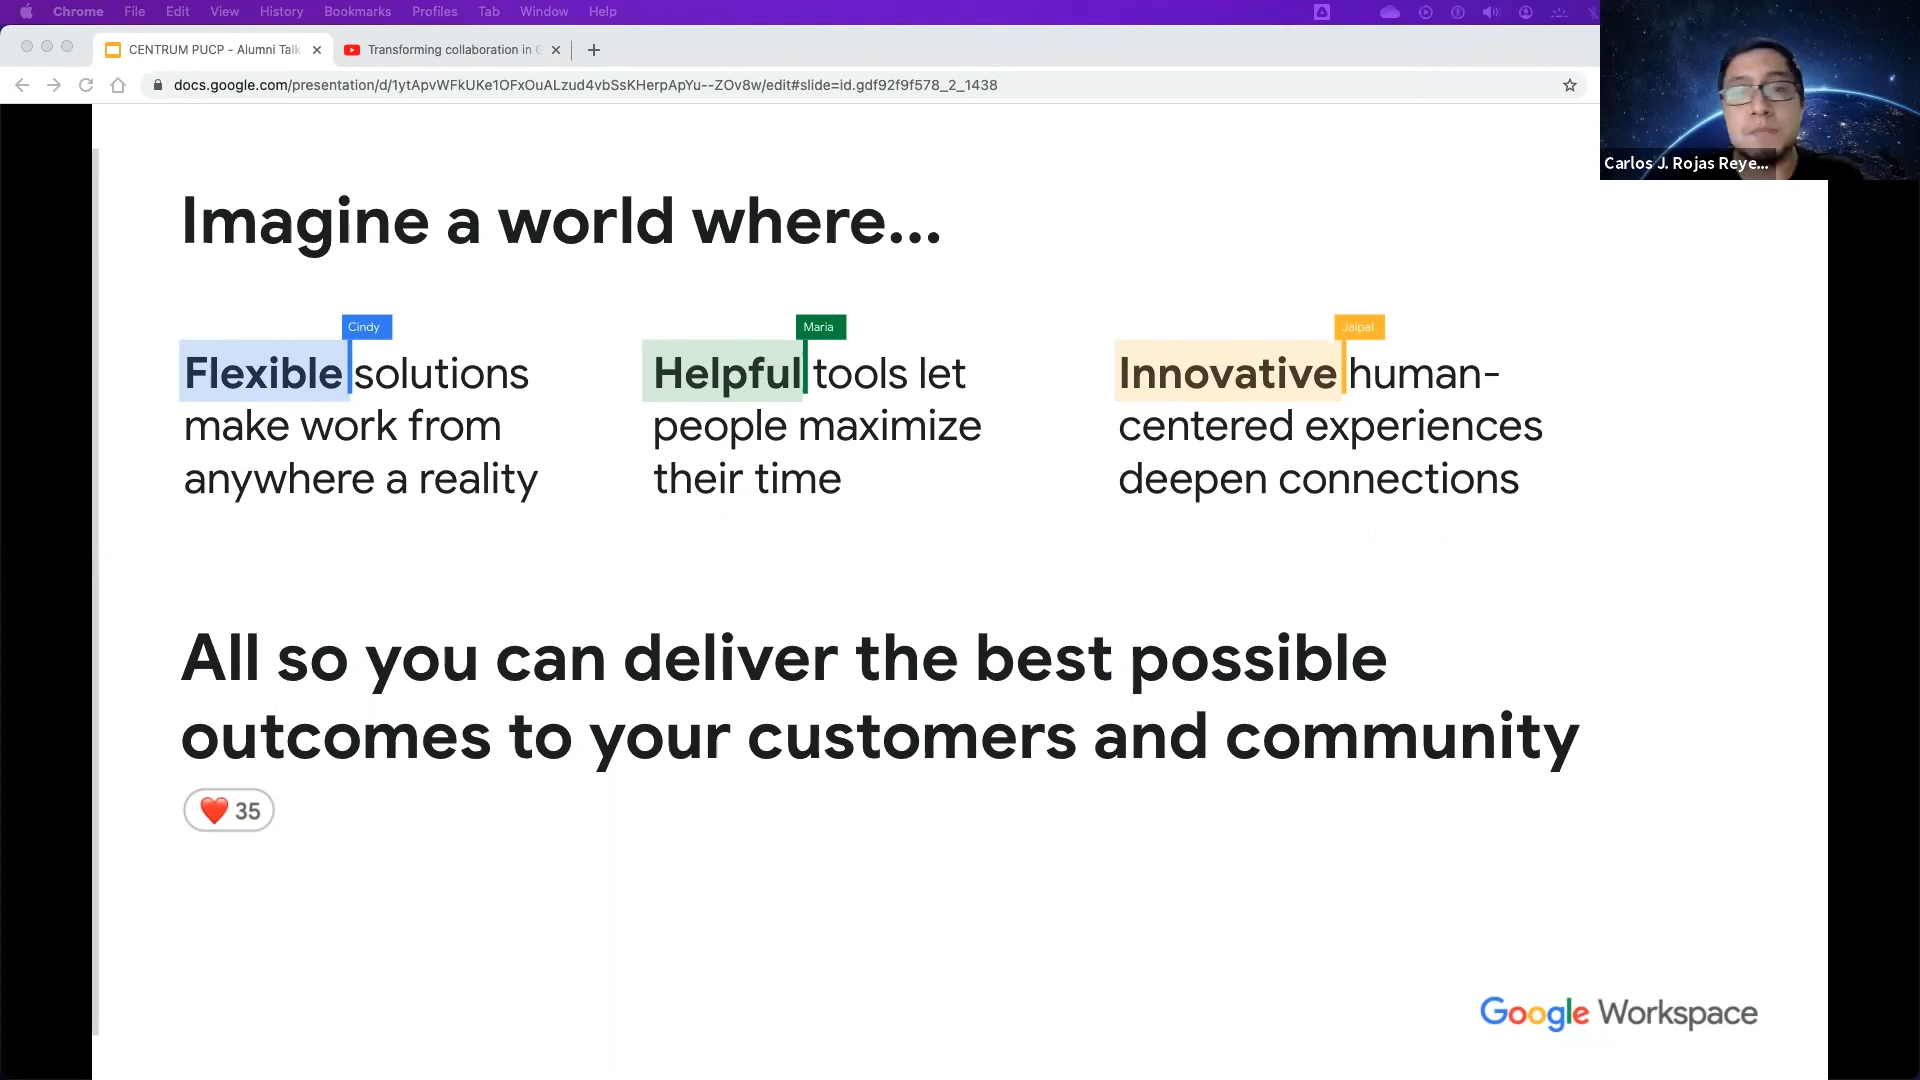 Chrome File Edit View History Bookmarks Profiles Tab Window Help
CENTRUM PUCP - Alumni Talk
Transforming collaboration in
docs.google.com/presentation/d/1ytApvWFkUKe1OFxOuALzud4vbSsKHerpApYu--ZOv8w/edit#slide=id.gdf92f9f578_2_1438
Carlos J. Rojas Reye...
Imagine a world where...
Cindy
Flexible solutions
make work from
anywhere a reality
Maria
Helpful tools let
people maximize
their time
Jaipal
Innovative human-
centered experiences
deepen connections
All so you can deliver the best possible
outcomes to your customers and community
35
Google Workspace